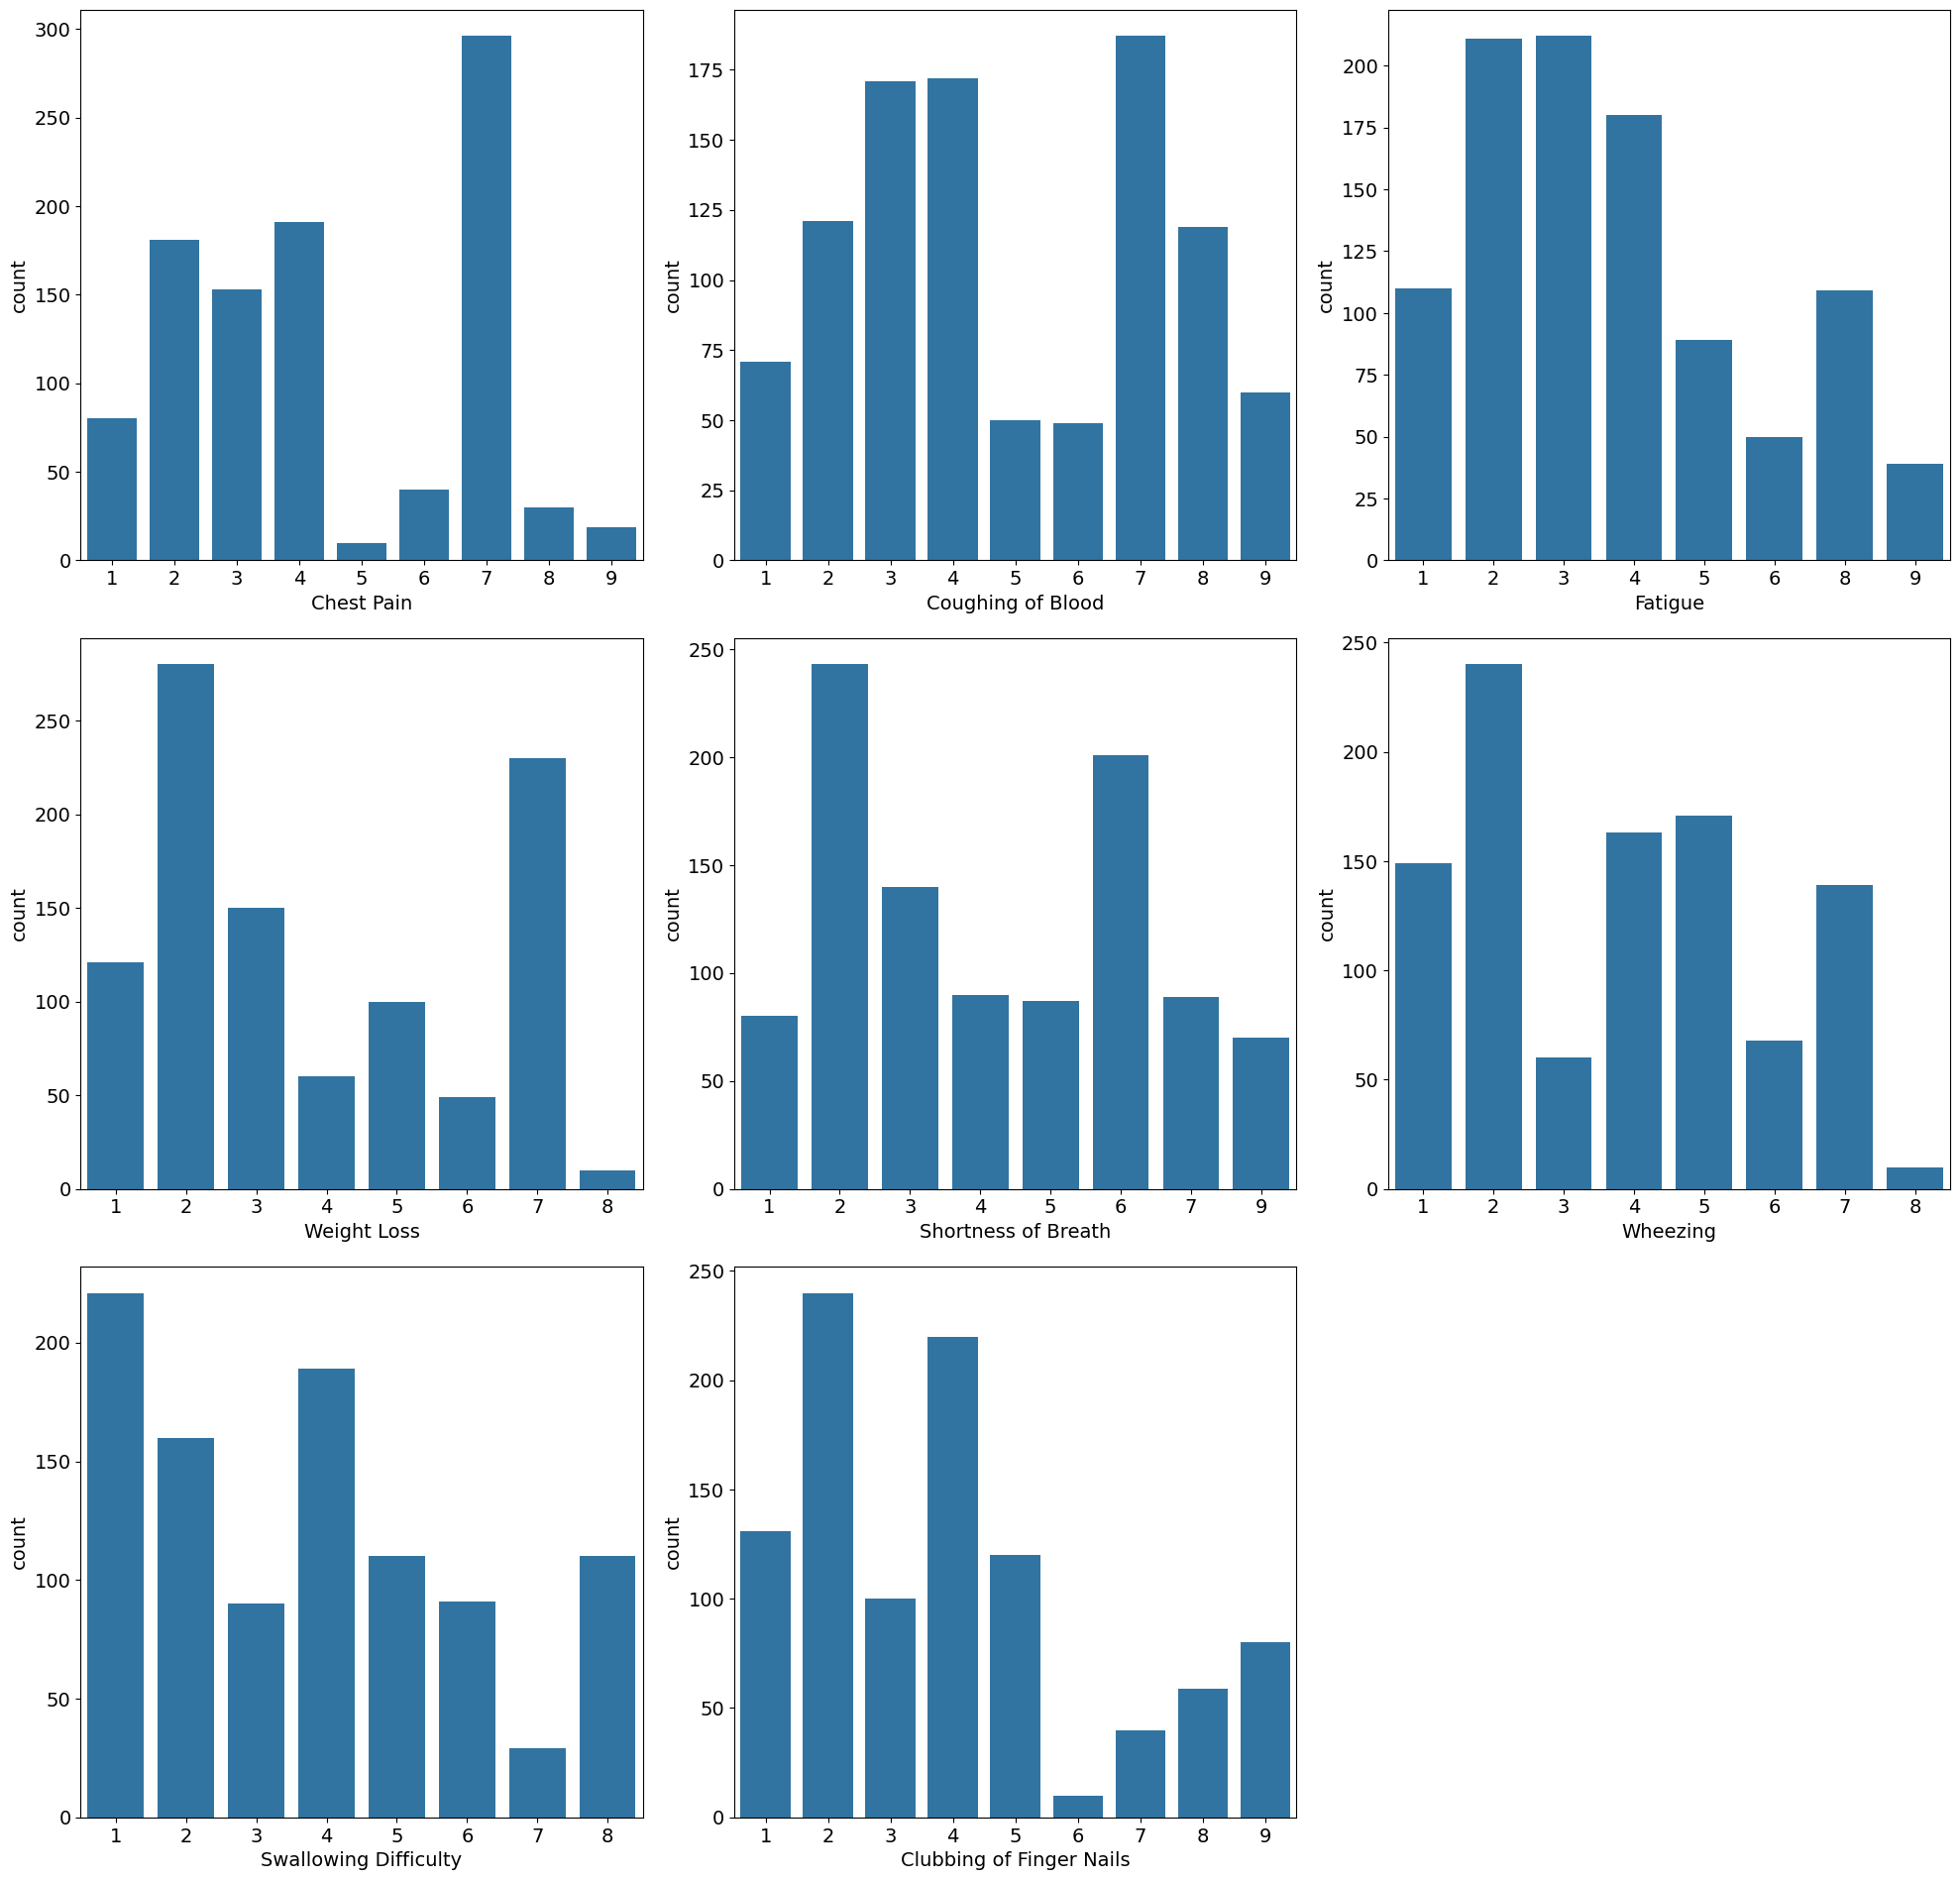 300
250
200
150
100
50
0
count
1 2 3 4 5 6 7 8 9
Chest Pain
175
150
125
100
75
50
25
0
count
1 2 3 4 5 6 7 8 9
Coughing of Blood
200
175
150
125
100
75
50
25
0
count
1 2 3 4 5 6 8 9
Fatigue
250
200
150
100
50
0
count
1 2 3 4 5 6 7 8
Weight Loss
250
200
150
100
50
0
count
1 2 3 4 5 6 7 9
Shortness of Breath
250
200
150
100
50
0
count
1 2 3 4 5 6 7 8
Wheezing
200
150
100
50
0
count
1 2 3 4 5 6 7 8
Swallowing Difficulty
250
200
150
100
50
0
count
1 2 3 4 5 6 7 8 9
Clubbing of Finger Nails